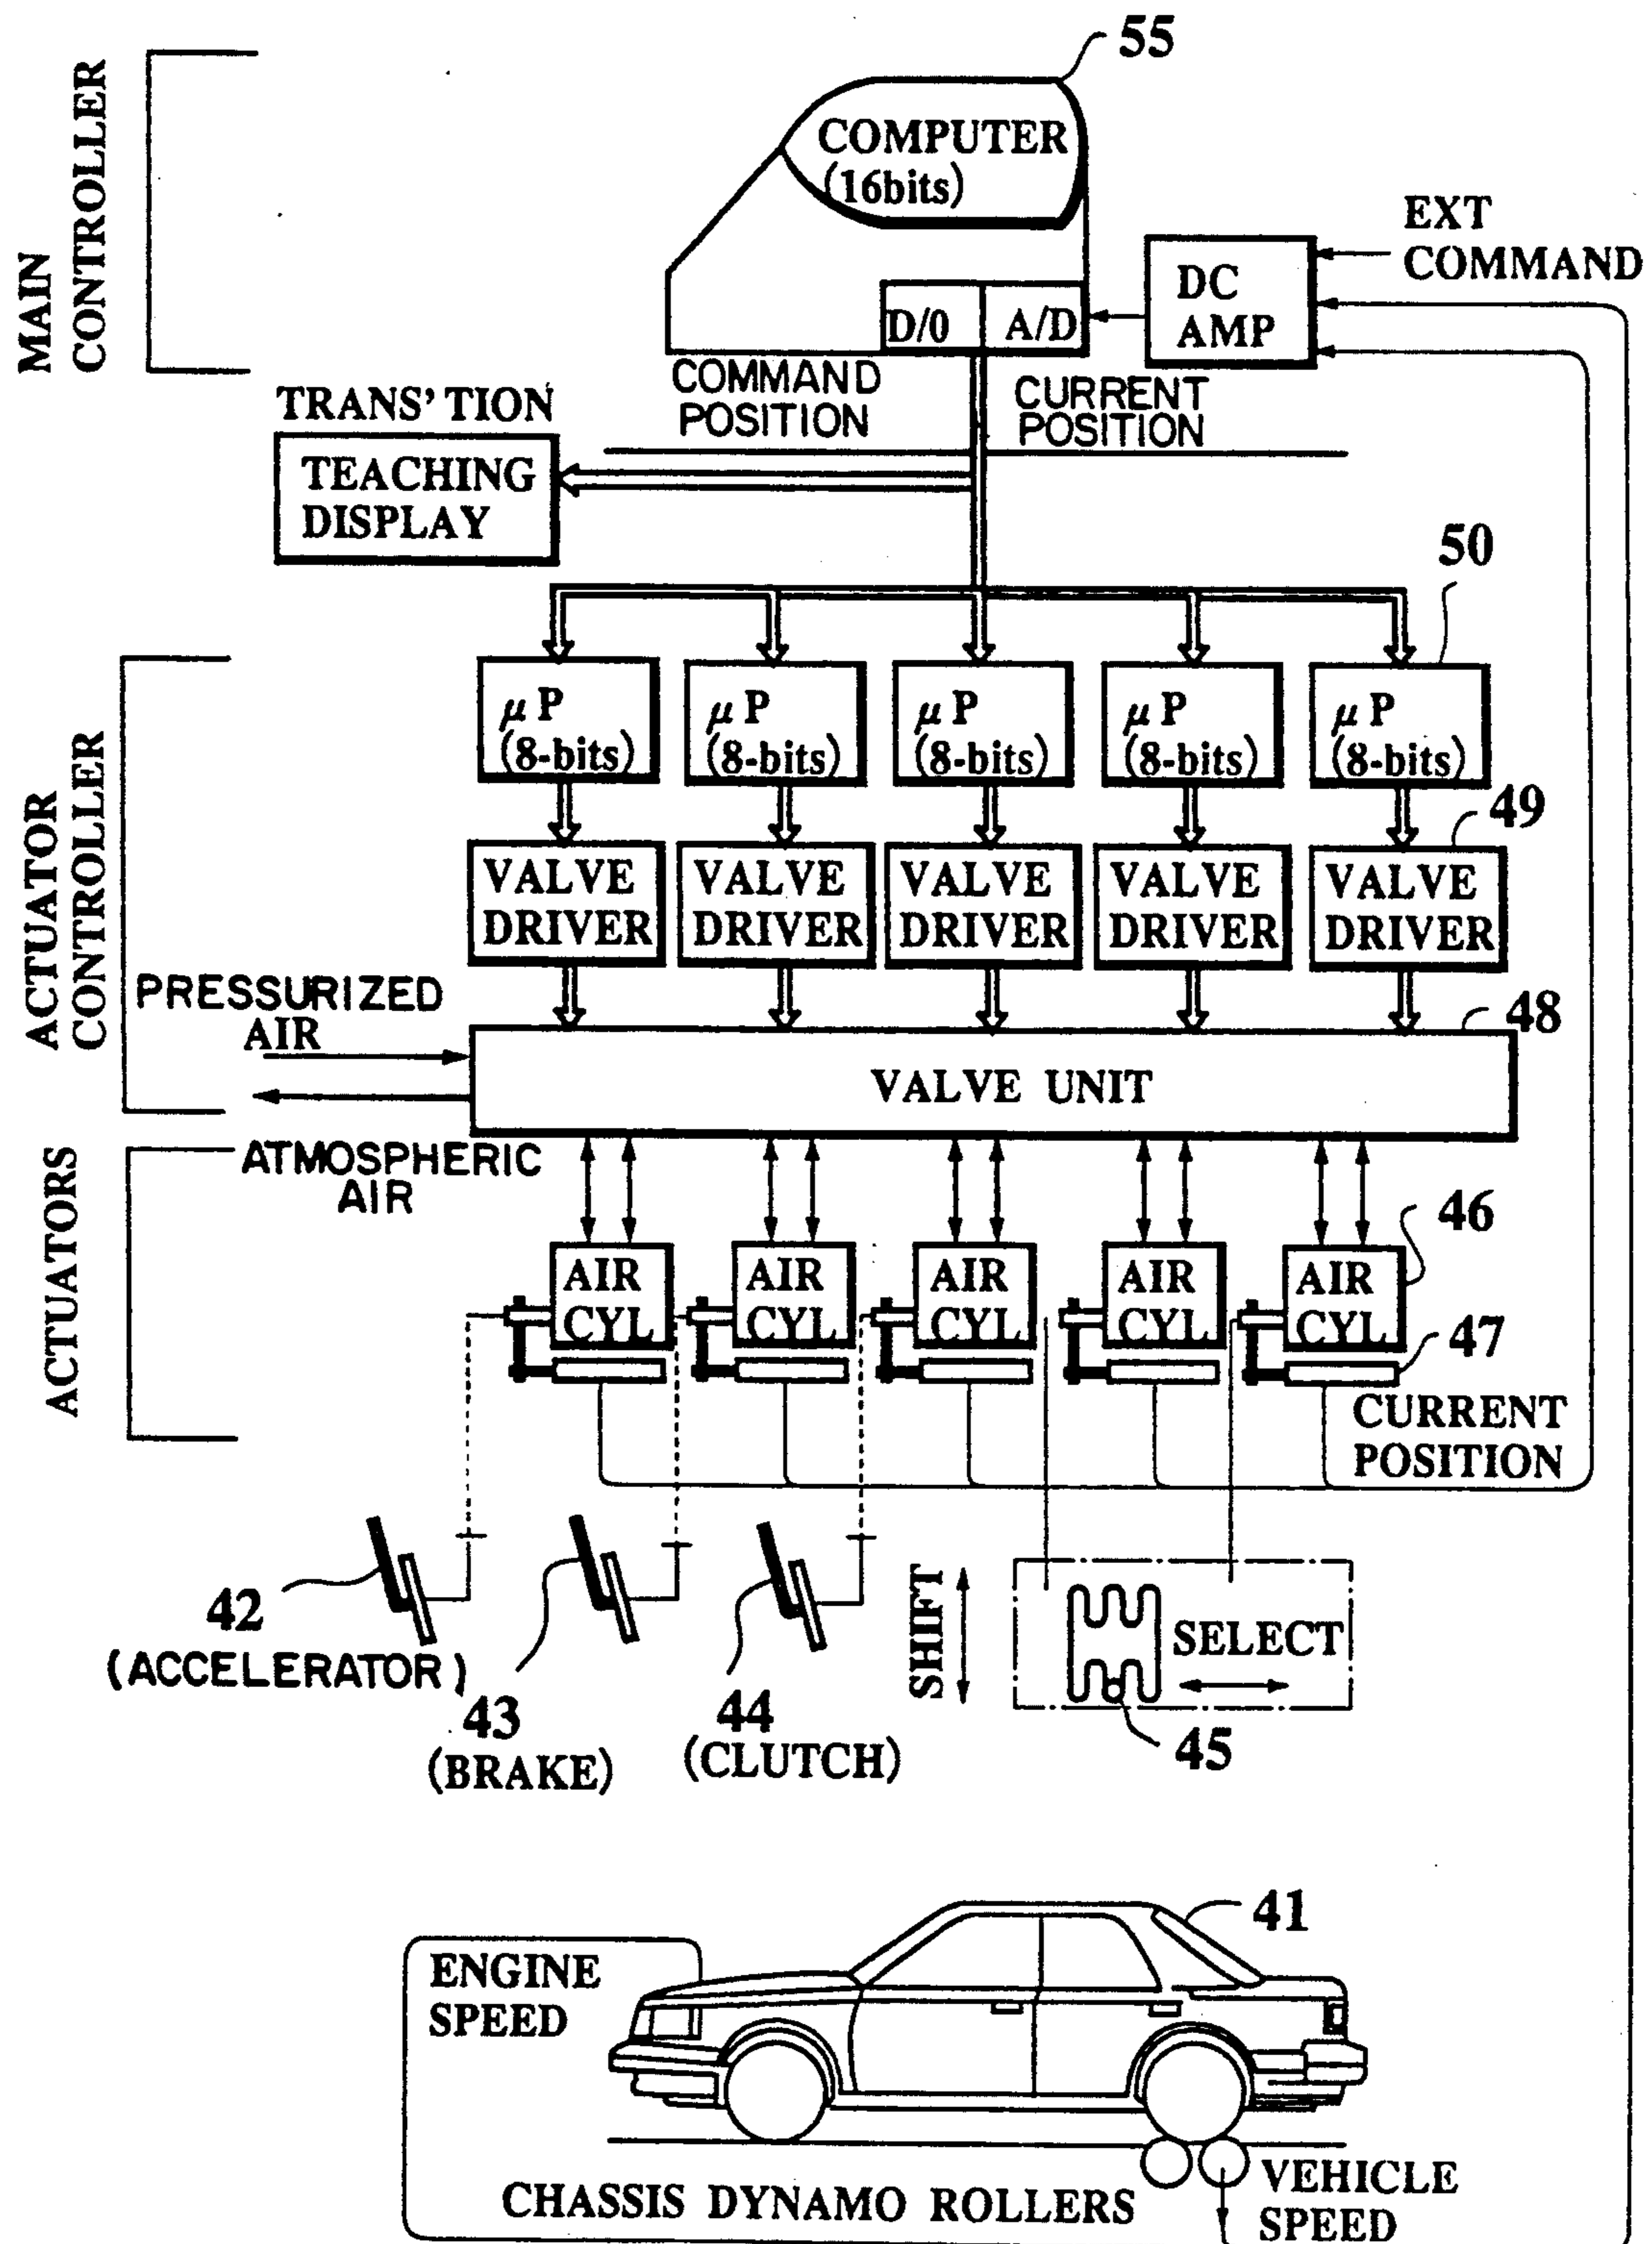 55
MAIN
CONTROLLER
COMPUTER
(16bits)
EXT
COMMAND
DC
AMP
D/0
A/D
COMMAND
POSITION
CURRENT
POSITION
TRANS'TION
TEACHING
DISPLAY
50
ACTUATOR
CONTROLLER
μP
(8-bits)
μP
(8-bits)
μP
(8-bits)
μP
(8-bits)
μP
(8-bits)
49
VALVE
DRIVER
VALVE
DRIVER
VALVE
DRIVER
VALVE
DRIVER
VALVE
DRIVER
PRESSURIZED
AIR
48
VALVE UNIT
ACTUATORS
ATMOSPHERIC
AIR
46
AIR
CYL
AIR
CYL
AIR
CYL
AIR
CYL
AIR
CYL
47
CURRENT
POSITION
42
(ACCELERATOR)
43
(BRAKE)
44
(CLUTCH)
SHIFT
SELECT
45
41
ENGINE
SPEED
CHASSIS DYNAMO ROLLERS
VEHICLE
SPEED